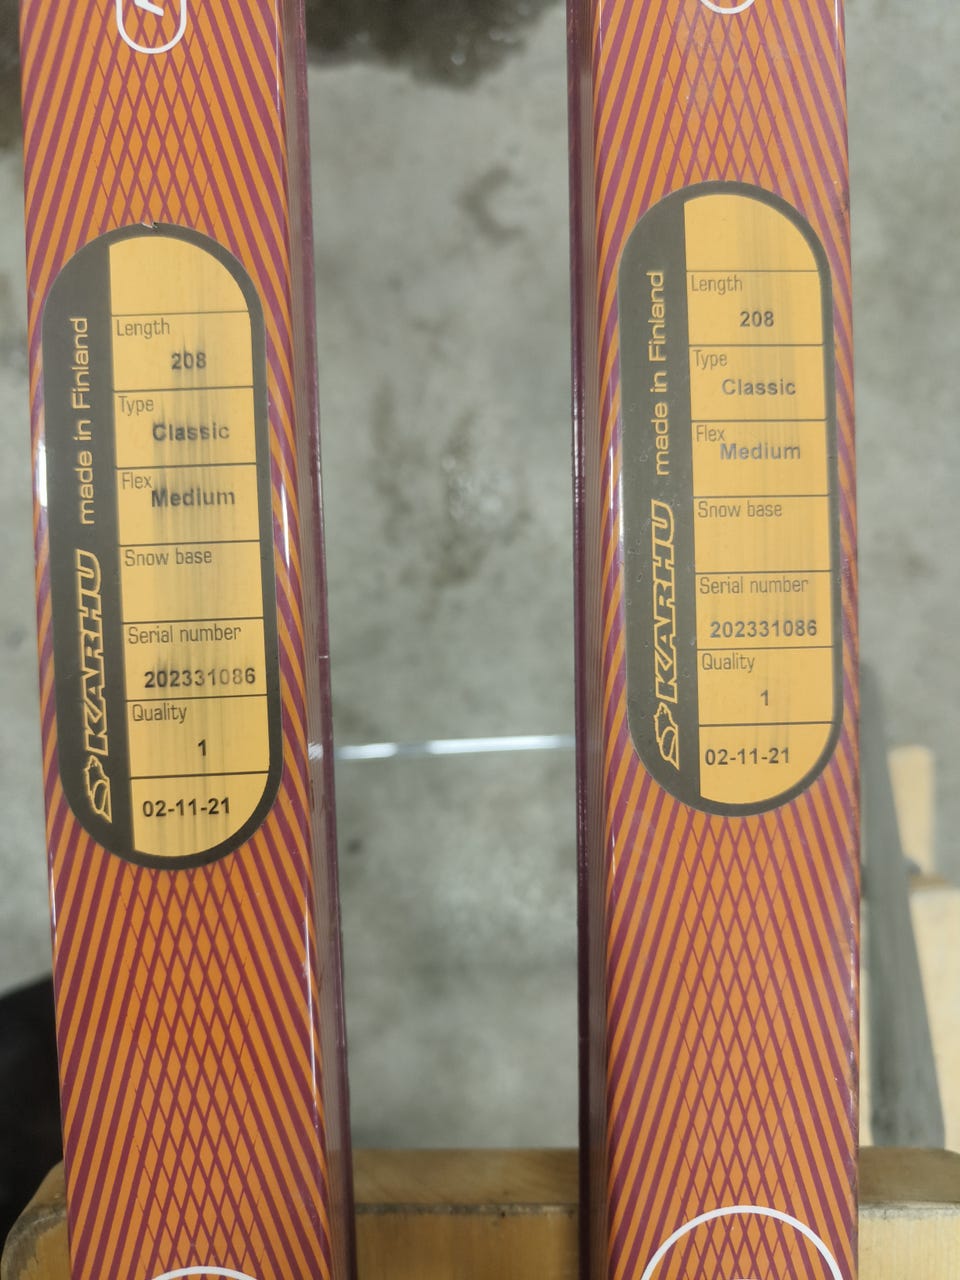 KARHU made in Finland
Length
208
Type
Classic
Flex
Medium
Snow base
Serial number
202331086
Quality
1
02-11-21
KARHU made in Finland
Length
208
Type
Classic
Flex
Medium
Snow base
Serial number
202331086
Quality
1
02-11-21